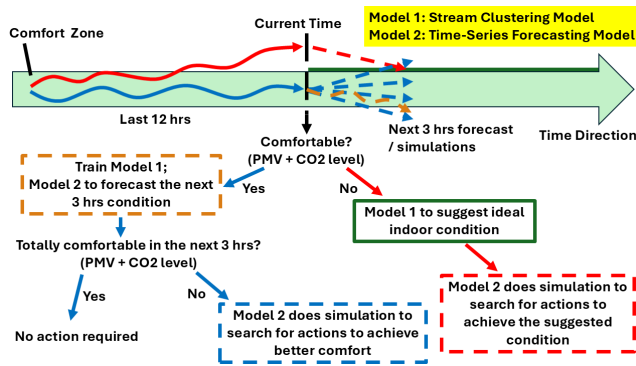 Current Time
Model 1: Stream Clustering Model
Model 2: Time-Series Forecasting Model
Comfort Zone
Last 12 hrs
Next 3 hrs forecast
/ simulations
Time Direction
Comfortable?
(PMV + CO2 level)
Train Model 1;
Model 2 to forecast the next
3 hrs condition
Yes
No
Model 1 to suggest ideal
indoor condition
Totally comfortable in the next 3 hrs?
(PMV + CO2 level)
Yes
No
No action required
Model 2 does simulation to
search for actions to achieve
better comfort
Model 2 does simulation to
search for actions to
achieve the suggested
condition